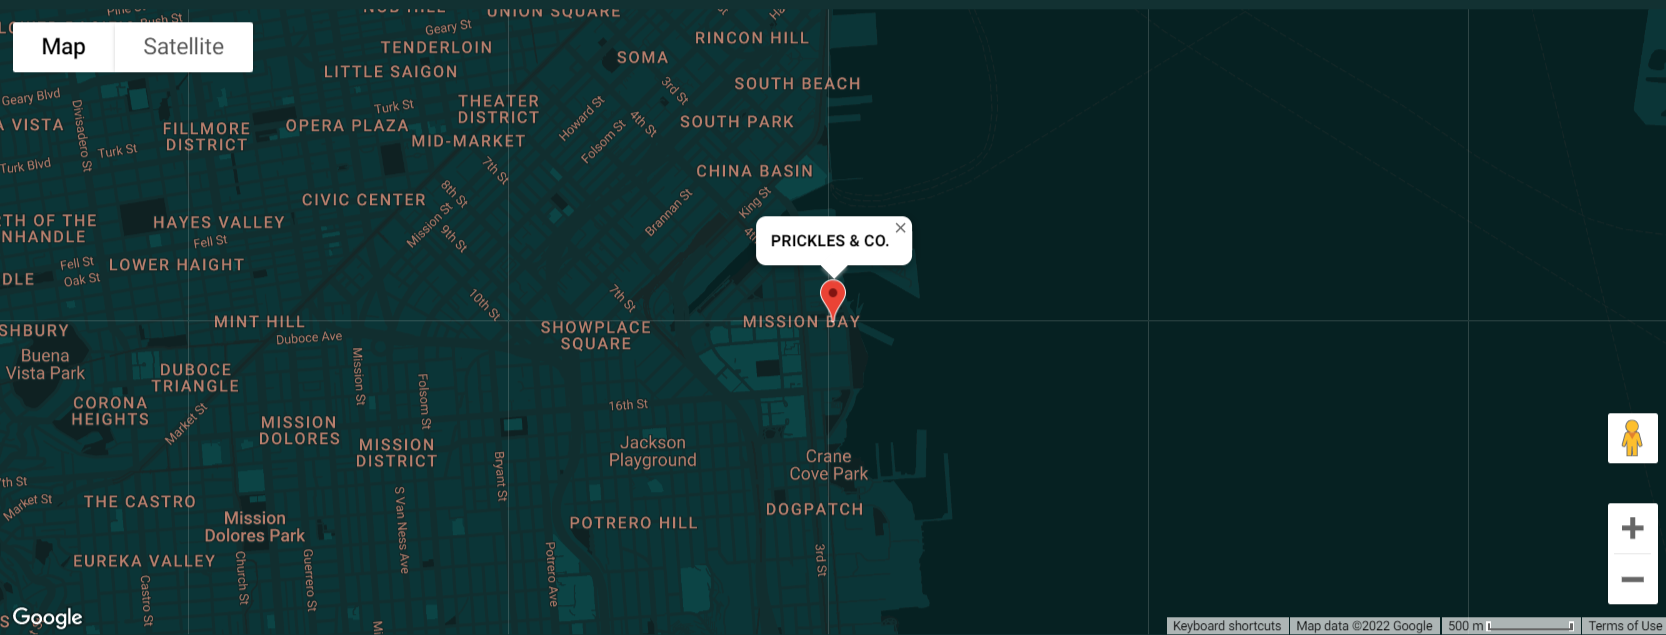 Pine
NOB HILL
UNION SQUARE
Bush St
Map
Satellite
Geary St
TENDERLOIN
RINCON HILL
SOMA
LITTLE SAIGON
SOUTH BEACH
3rd St
Geary Blvd
Turk St
THEATER
DISTRICT
Howard St
4th St
SOUTH PARK
A VISTA
Divisadero St
FILLMORE
DISTRICT
OPERA PLAZA
MID-MARKET
Folsom St
Turk St
Turk Blvd
7th St
CHINA BASIN
8th St
CIVIC CENTER
Brannan St
King St
RTH OF THE
NHANDLE
HAYES VALLEY
Mission St
9th St
4th
Fell St
PRICKLES & CO.
Fell St
LOWER HAIGHT
DLE
Oak St
10th St
7th St
SHBURY
MINT HILL
Duboce Ave
SHOWPLACE
SQUARE
MISSION BAY
Buena
Vista Park
DUBOCE
TRIANGLE
Mission St
Folsom St
CORONA
HEIGHTS
Market St
16th St
MISSION
DOLORES
MISSION
DISTRICT
Jackson
Playground
Crane
Cove Park
Bryant St
7th St
Market St
THE CASTRO
S Van Ness Ave
DOGPATCH
Mission
Dolores Park
POTRERO HILL
EUREKA VALLEY
Castro St
Church St
Guerrero St
Potrero Ave
3rd St
Google
Keyboard shortcuts
Map data ©2022 Google
500 m
Terms of Use